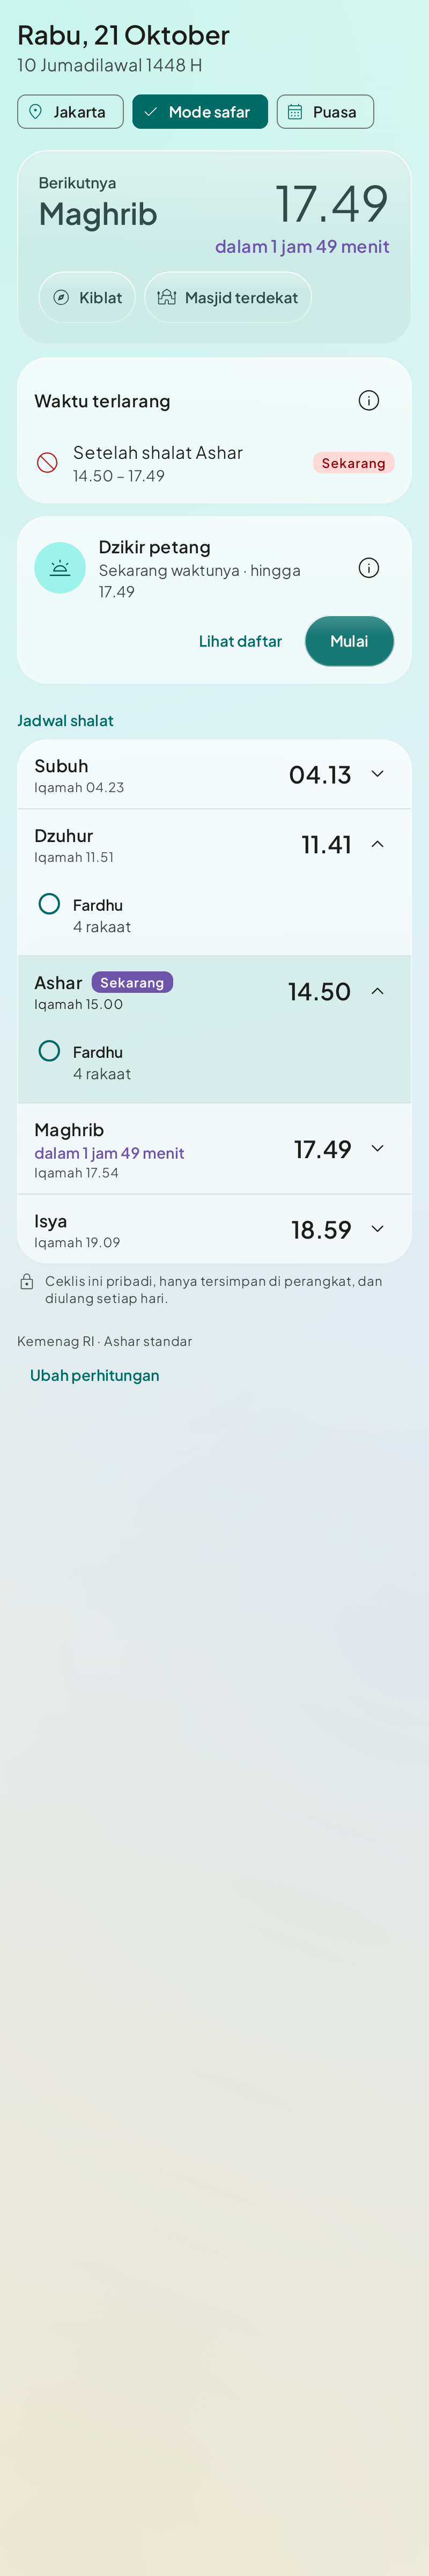 Rabu, 21 Oktober
10 Jumadilawal 1448 H
Jakarta
Mode safar
Puasa
Berikutnya
Maghrib
17.49
dalam 1 jam 49 menit
Kiblat
Masjid terdekat
Waktu terlarang
Setelah shalat Ashar
14.50 – 17.49
Sekarang
Dzikir petang
Sekarang waktunya · hingga
17.49
Lihat daftar
Mulai
Jadwal shalat
Subuh
Iqamah 04.23
04.13
Dzuhur
Iqamah 11.51
11.41
Fardhu
4 rakaat
Ashar
Sekarang
Iqamah 15.00
14.50
Fardhu
4 rakaat
Maghrib
dalam 1 jam 49 menit
Iqamah 17.54
17.49
Isya
Iqamah 19.09
18.59
Ceklis ini pribadi, hanya tersimpan di perangkat, dan
diulang setiap hari.
Kemenag RI · Ashar standar
Ubah perhitungan